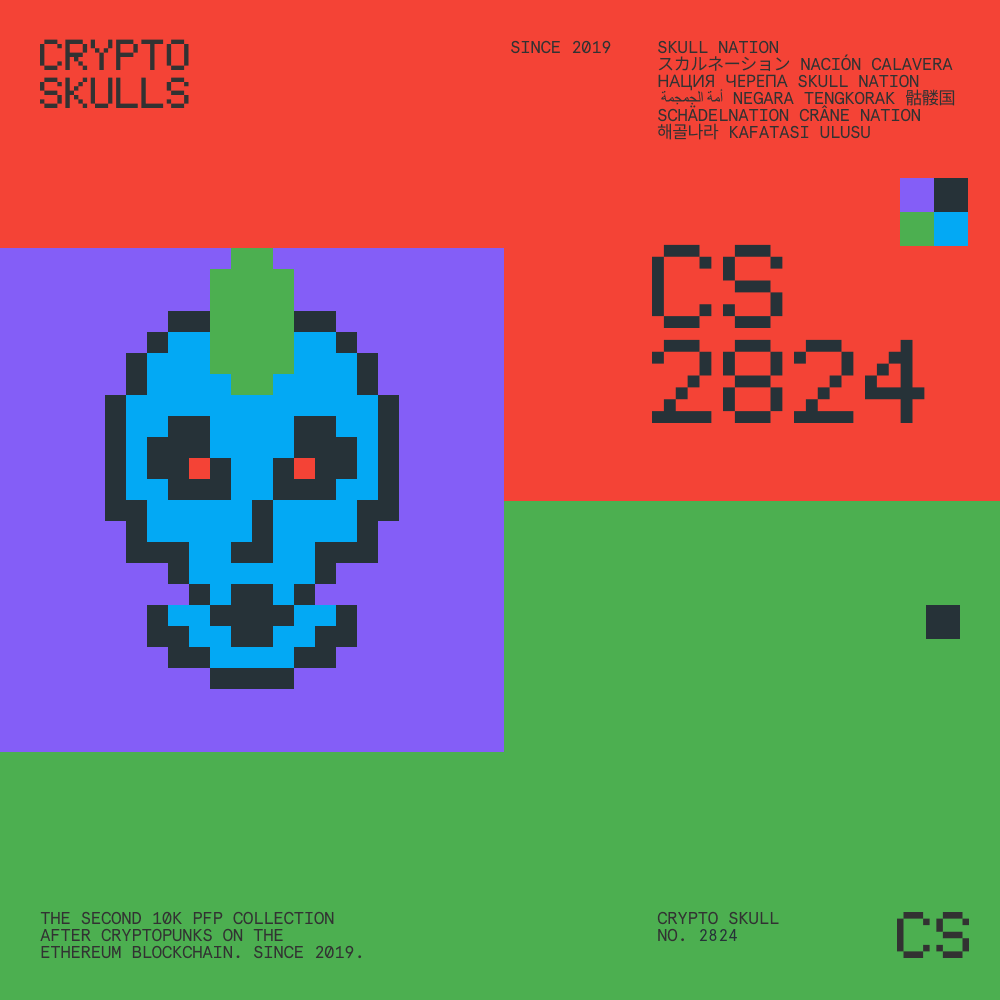 CRYPTO
SKULLS
SINCE 2019
SKULL NATION
スカルネーション NACIÓN CALAVERA
НАЦИЯ ЧЕРЕПА SKULL NATION
أمة الجمجمة NEGARA TENGKORAK 骷髅国
SCHÄDELNATION CRÂNE NATION
해골나라 KAFATASI ULUSU
CS
2824
THE SECOND 10K PFP COLLECTION
AFTER CRYPTOPUNKS ON THE
ETHEREUM BLOCKCHAIN. SINCE 2019.
CRYPTO SKULL
NO. 2824
CS